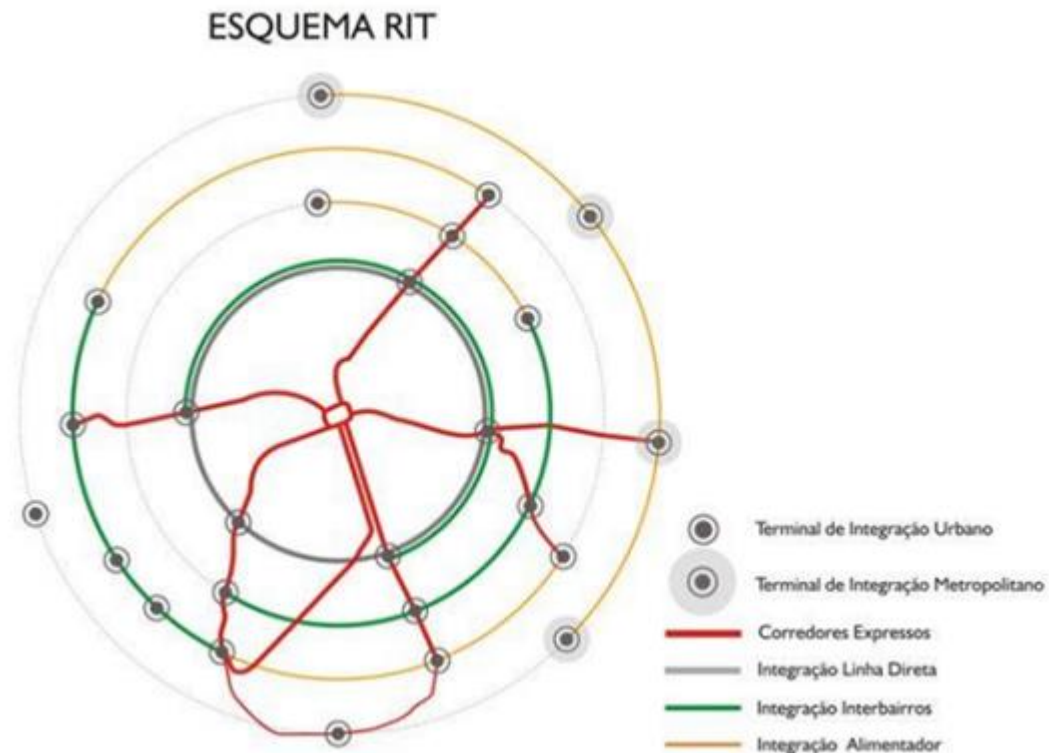 ESQUEMA RIT
Terminal de Integração Urbano
Terminal de Integração Metropolitano
Corredores Expressos
Integração Linha Direta
Integração Interbairros
Integração Alimentador